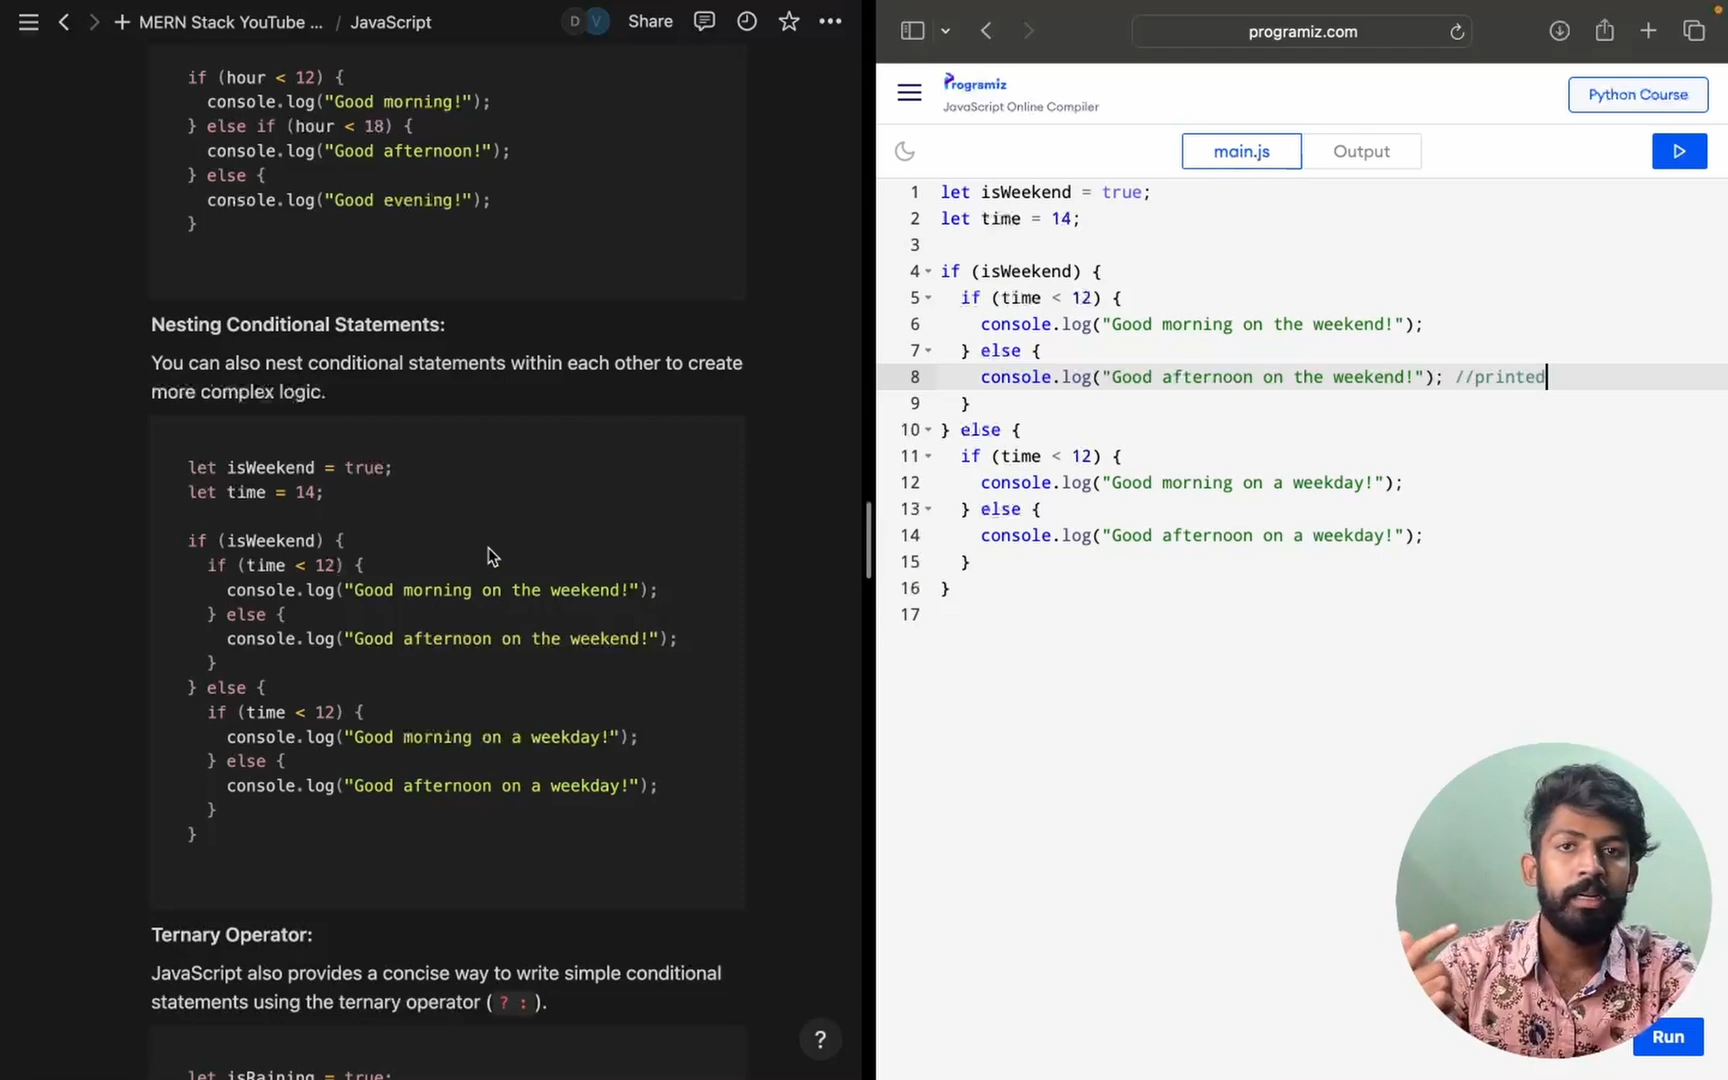 + MERN Stack YouTube ... / JavaScript
D V Share
if (hour < 12) {
console.log("Good morning!");
} else if (hour < 18) {
console.log("Good afternoon!");
} else {
console.log("Good evening!");
}
Nesting Conditional Statements:
You can also nest conditional statements within each other to create
more complex logic.
let isWeekend = true;
let time = 14;
if (isWeekend) {
if (time < 12) {
console.log("Good morning on the weekend!");
} else {
console.log("Good afternoon on the weekend!");
}
} else {
if (time < 12) {
console.log("Good morning on a weekday!");
} else {
console.log("Good afternoon on a weekday!");
}
}
Ternary Operator:
JavaScript also provides a concise way to write simple conditional
statements using the ternary operator ( ? : ).
let isRaining = true;
?
programiz.com
Programiz
JavaScript Online Compiler
Python Course
main.js
Output
1 let isWeekend = true;
2 let time = 14;
3
4 if (isWeekend) {
5 if (time < 12) {
6 console.log("Good morning on the weekend!");
7 } else {
8 console.log("Good afternoon on the weekend!"); //printed
9 }
10 } else {
11 if (time < 12) {
12 console.log("Good morning on a weekday!");
13 } else {
14 console.log("Good afternoon on a weekday!");
15 }
16 }
17
Run